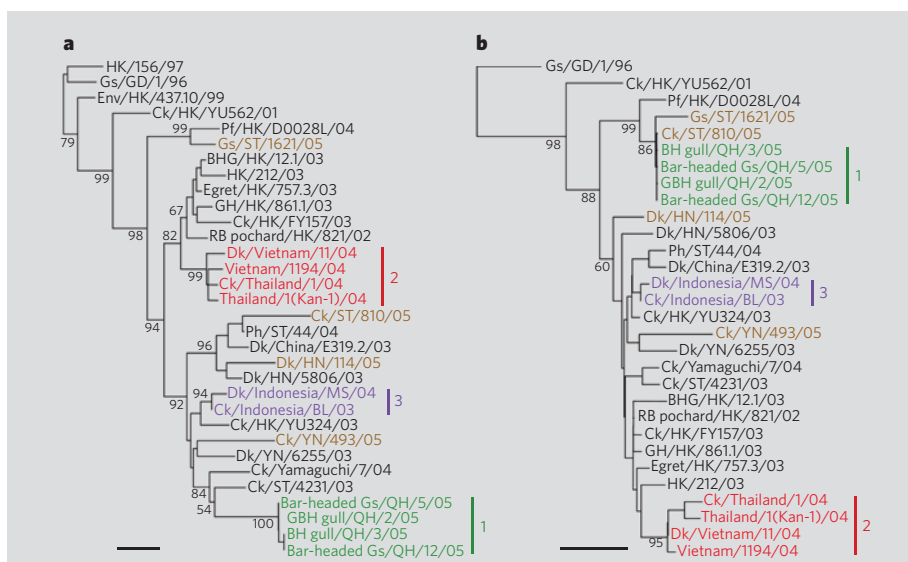 a
HK/156/97
Gs/GD/1/96
Env/HK/437.10/99
Ck/HK/YU562/01
79
99
Pf/HK/D0028L/04
Gs/ST/1621/05
99
BHG/HK/12.1/03
HK/212/03
Egret/HK/757.3/03
GH/HK/861.1/03
67
Ck/HK/FY157/03
98
82
RB pochard/HK/821/02
Dk/Vietnam/11/04
Vietnam/1194/04
99
Ck/Thailand/1/04
2
Thailand/1(Kan-1)/04
Ck/ST/810/05
94
Ph/ST/44/04
96
Dk/China/E319.2/03
Dk/HN/114/05
Dk/HN/5806/03
94
Dk/Indonesia/MS/04
92
Ck/Indonesia/BL/03
3
Ck/HK/YU324/03
Ck/YN/493/05
Dk/YN/6255/03
Ck/Yamaguchi/7/04
84
Ck/ST/4231/03
54
Bar-headed Gs/QH/5/05
GBH gull/QH/2/05
100
BH gull/QH/3/05
1
Bar-headed Gs/QH/12/05
b
Gs/GD/1/96
Ck/HK/YU562/01
Pf/HK/D0028L/04
99
Gs/ST/1621/05
98
Ck/ST/810/05
86
BH gull/QH/3/05
Bar-headed Gs/QH/5/05
1
GBH gull/QH/2/05
88
Bar-headed Gs/QH/12/05
Dk/HN/114/05
Dk/HN/5806/03
Ph/ST/44/04
60
Dk/China/E319.2/03
Dk/Indonesia/MS/04
3
Ck/Indonesia/BL/03
Ck/HK/YU324/03
Ck/YN/493/05
Dk/YN/6255/03
Ck/Yamaguchi/7/04
Ck/ST/4231/03
BHG/HK/12.1/03
RB pochard/HK/821/02
Ck/HK/FY157/03
GH/HK/861.1/03
Egret/HK/757.3/03
HK/212/03
Ck/Thailand/1/04
Thailand/1(Kan-1)/04
2
Dk/Vietnam/11/04
95
Vietnam/1194/04